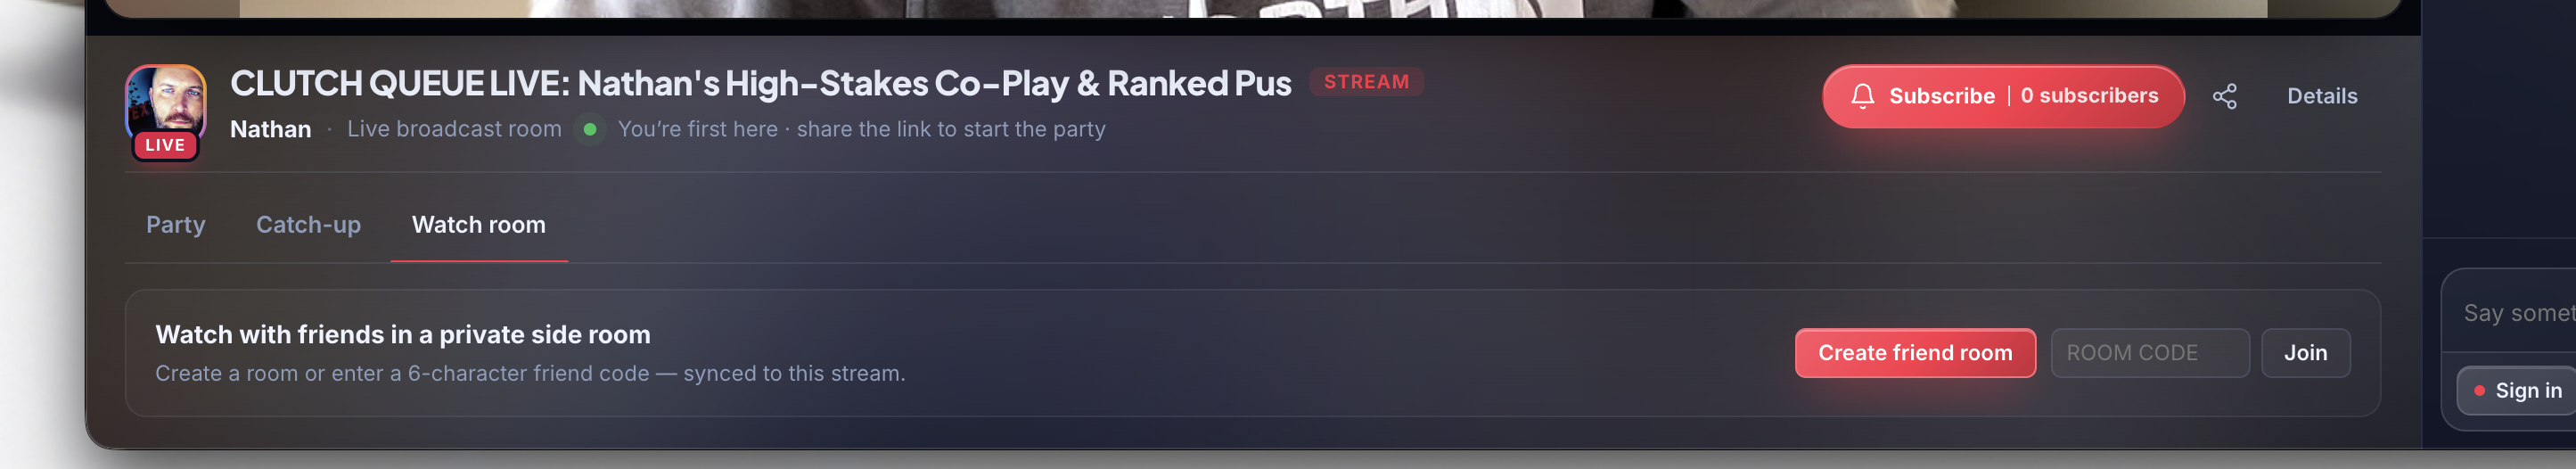 CLUTCH QUEUE LIVE: Nathan's High-Stakes Co-Play & Ranked Pus STREAM
Nathan · Live broadcast room You’re first here · share the link to start the party
LIVE
Subscribe | 0 subscribers
Details
Party Catch-up Watch room
Watch with friends in a private side room
Create a room or enter a 6-character friend code — synced to this stream.
Create friend room ROOM CODE Join
Say somet
Sign in